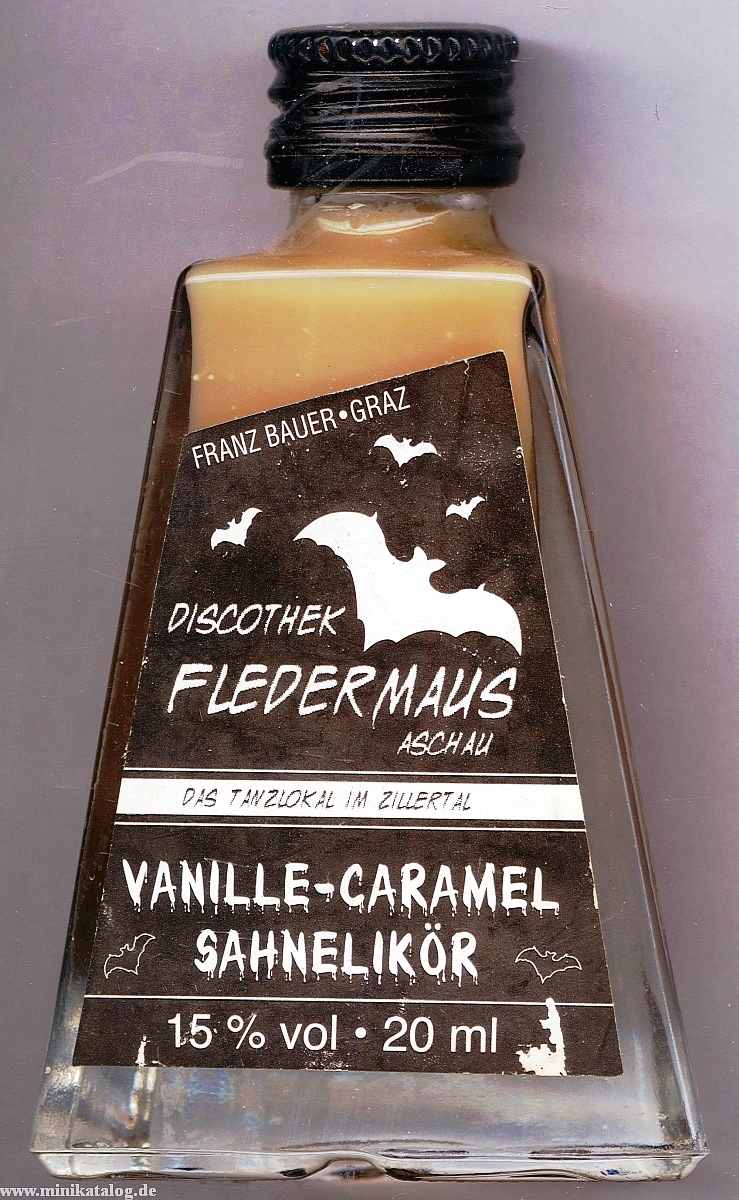 FRANZ BAUER • GRAZ
DISCOTHEK
FLEDERMAUS
ASCHAU
DAS TANZLOKAL IM ZILLERTAL
VANILLE-CARAMEL
SAHNELIKÖR
15 % vol • 20 ml
www.minikatalog.de